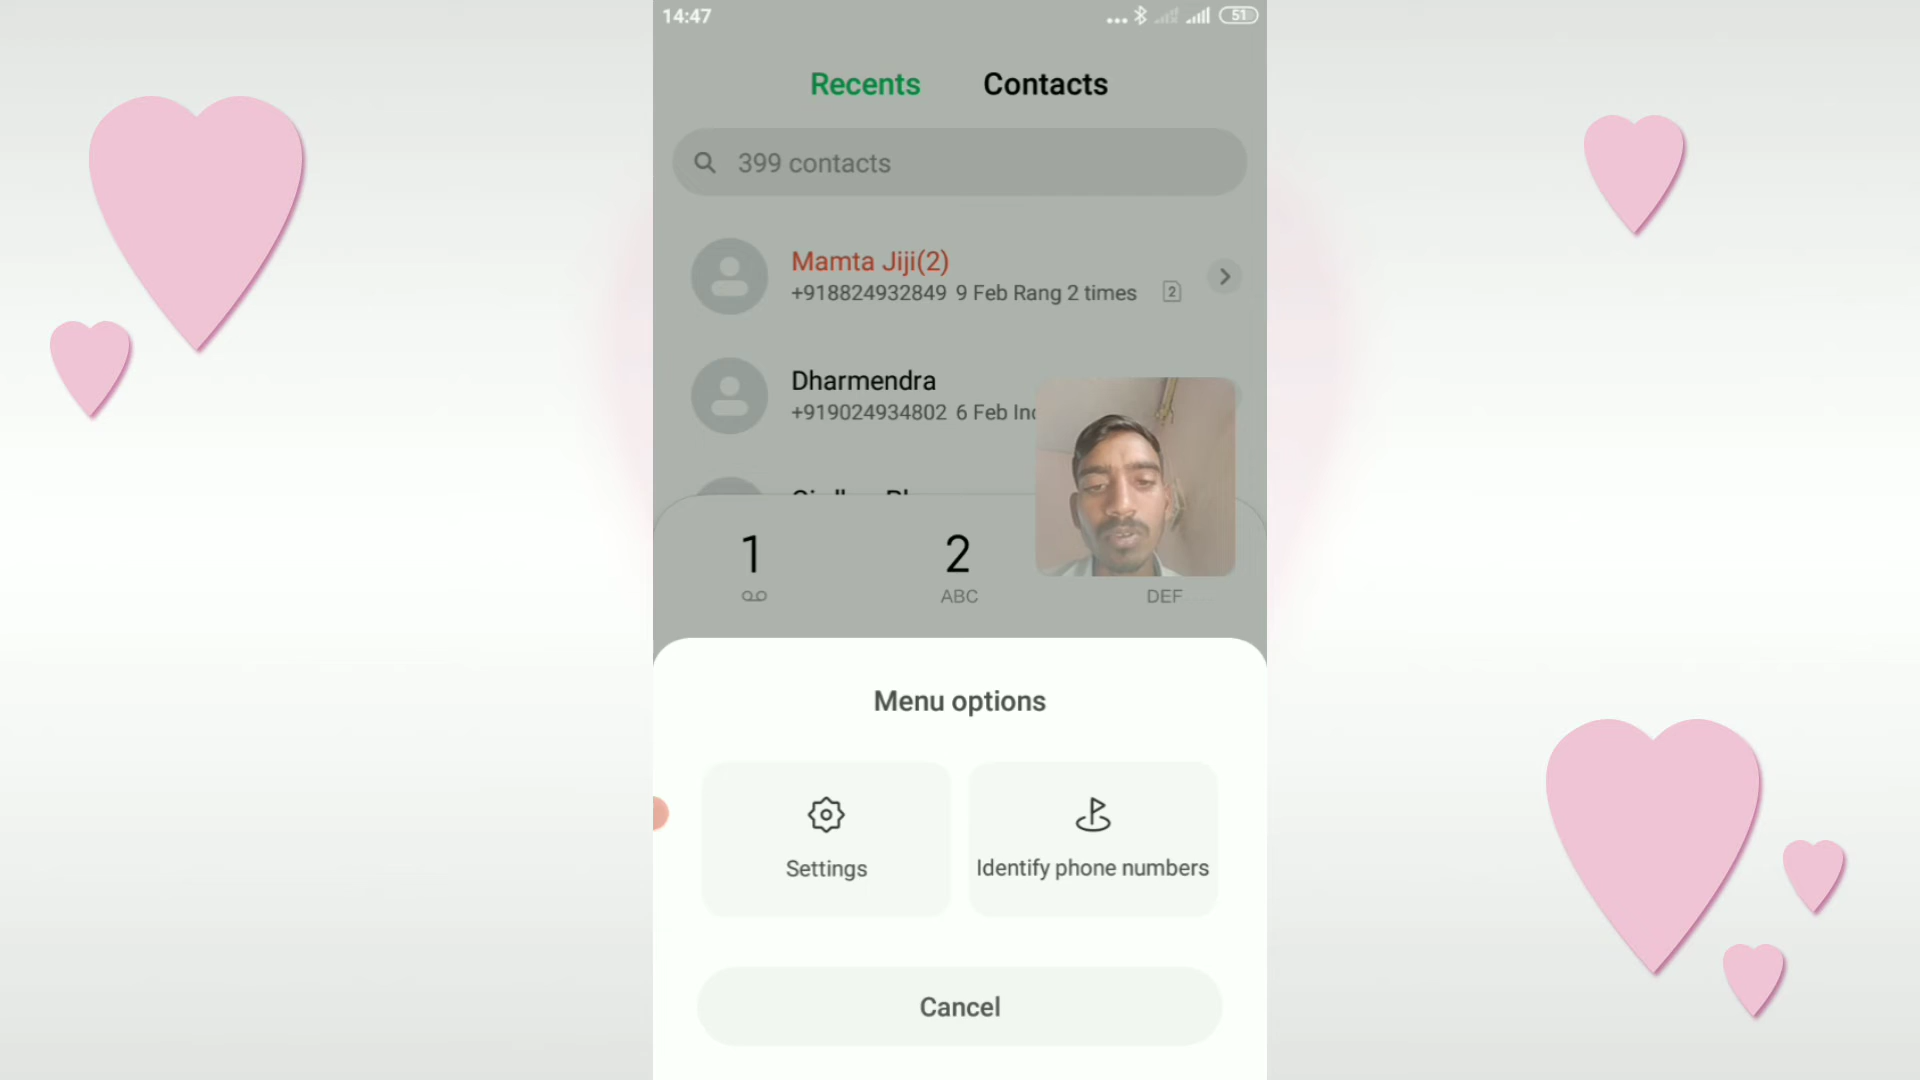 14:47
51
Recents Contacts
399 contacts
Mamta Jiji(2)
+918824932849 9 Feb Rang 2 times 2
Dharmendra
+919024934802 6 Feb
1 2
ABC DEF
Menu options
Settings Identify phone numbers
Cancel